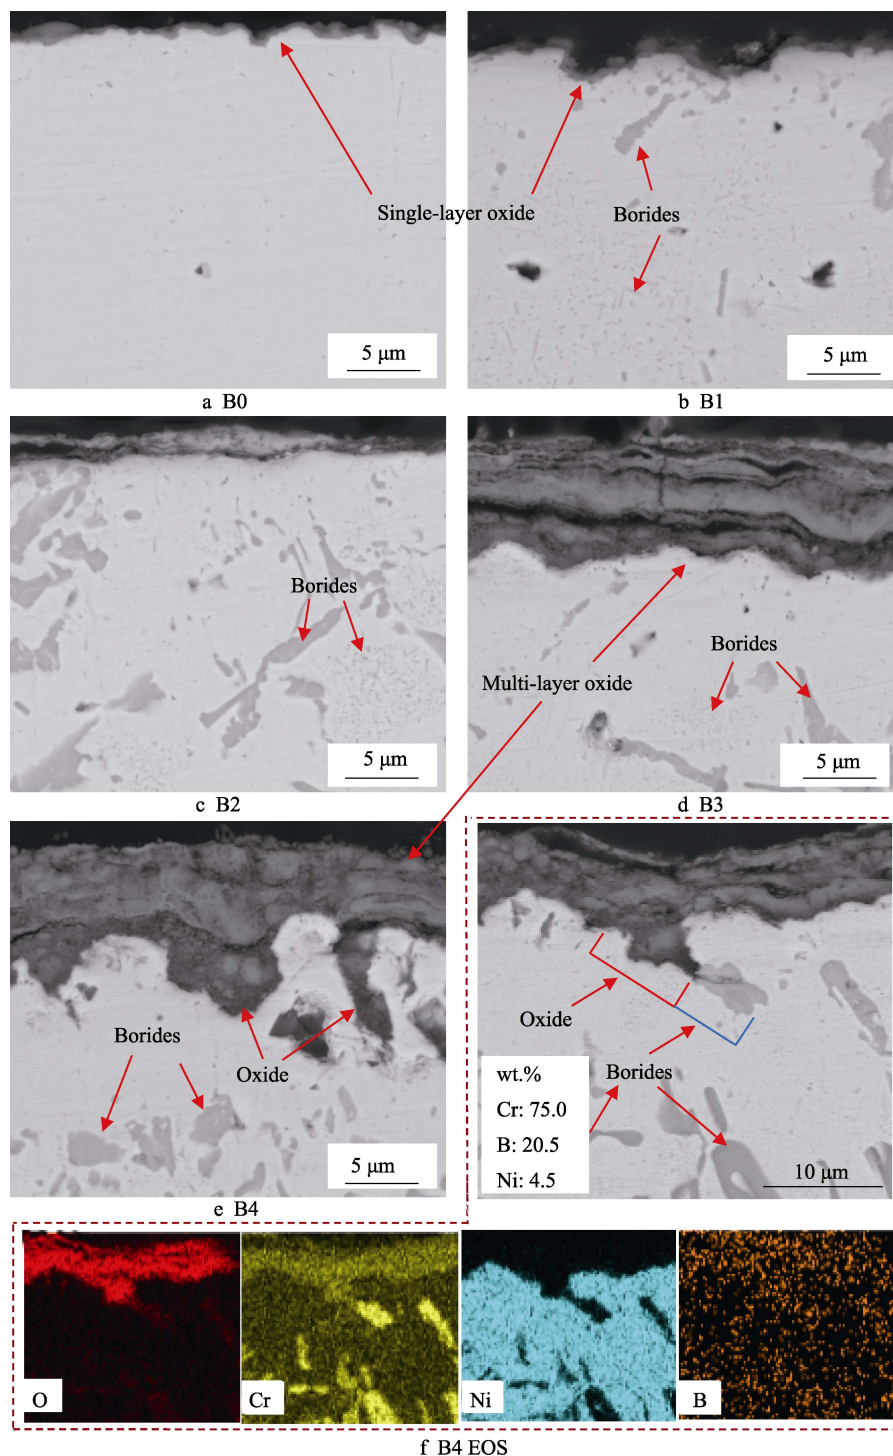 Single-layer oxide
Borides
5 μm
5 μm
a B0
b B1
Borides
Borides
Multi-layer oxide
5 μm
5 μm
c B2
d B3
Borides
Oxide
5 μm
e B4
Oxide
Borides
wt.%
Cr: 75.0
B: 20.5
Ni: 4.5
10 μm
O
Cr
Ni
B
f B4 EOS